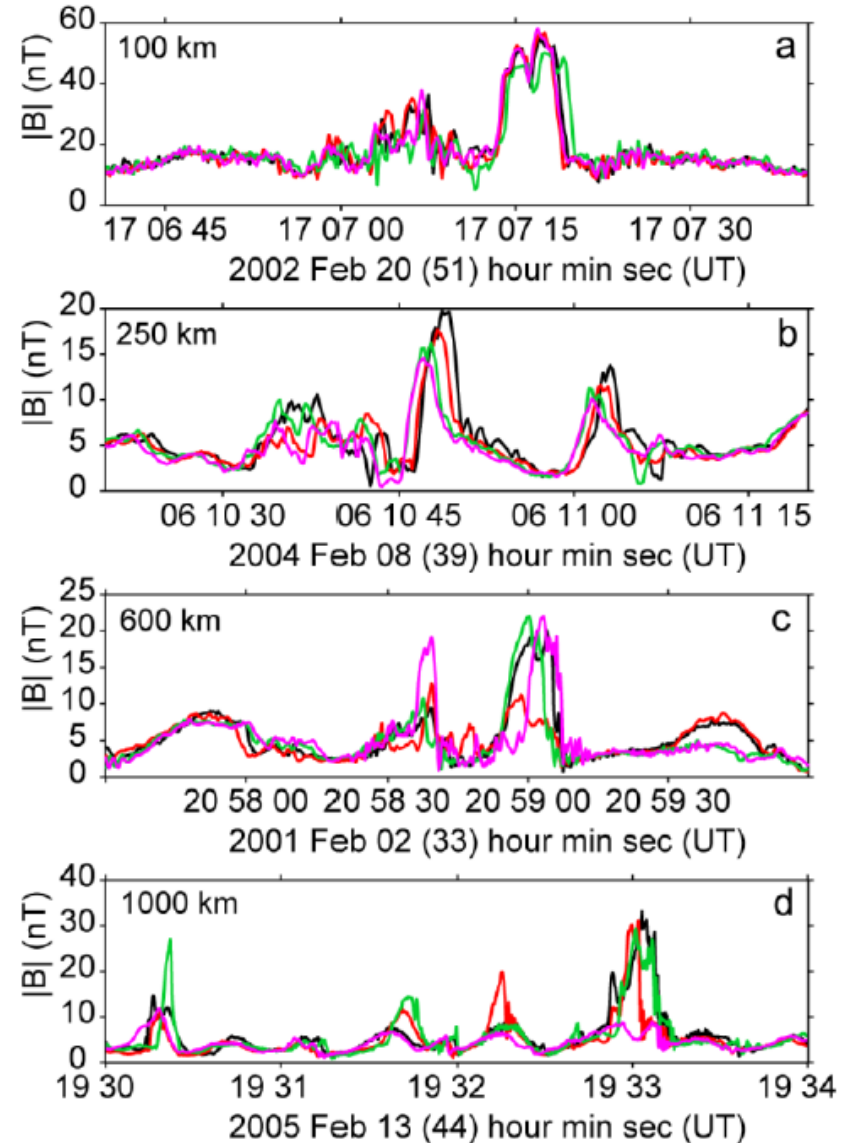 60
100 km
a
40
|B| (nT)
20
0
17 06 45 17 07 00 17 07 15 17 07 30
2002 Feb 20 (51) hour min sec (UT)
20
250 km
b
15
|B| (nT)
10
5
0
06 10 30 06 10 45 06 11 00 06 11 15
2004 Feb 08 (39) hour min sec (UT)
25
600 km
c
20
15
|B| (nT)
10
5
0
20 58 00 20 58 30 20 59 00 20 59 30
2001 Feb 02 (33) hour min sec (UT)
40
1000 km
d
30
|B| (nT)
20
10
0
19 30 19 31 19 32 19 33 19 34
2005 Feb 13 (44) hour min sec (UT)